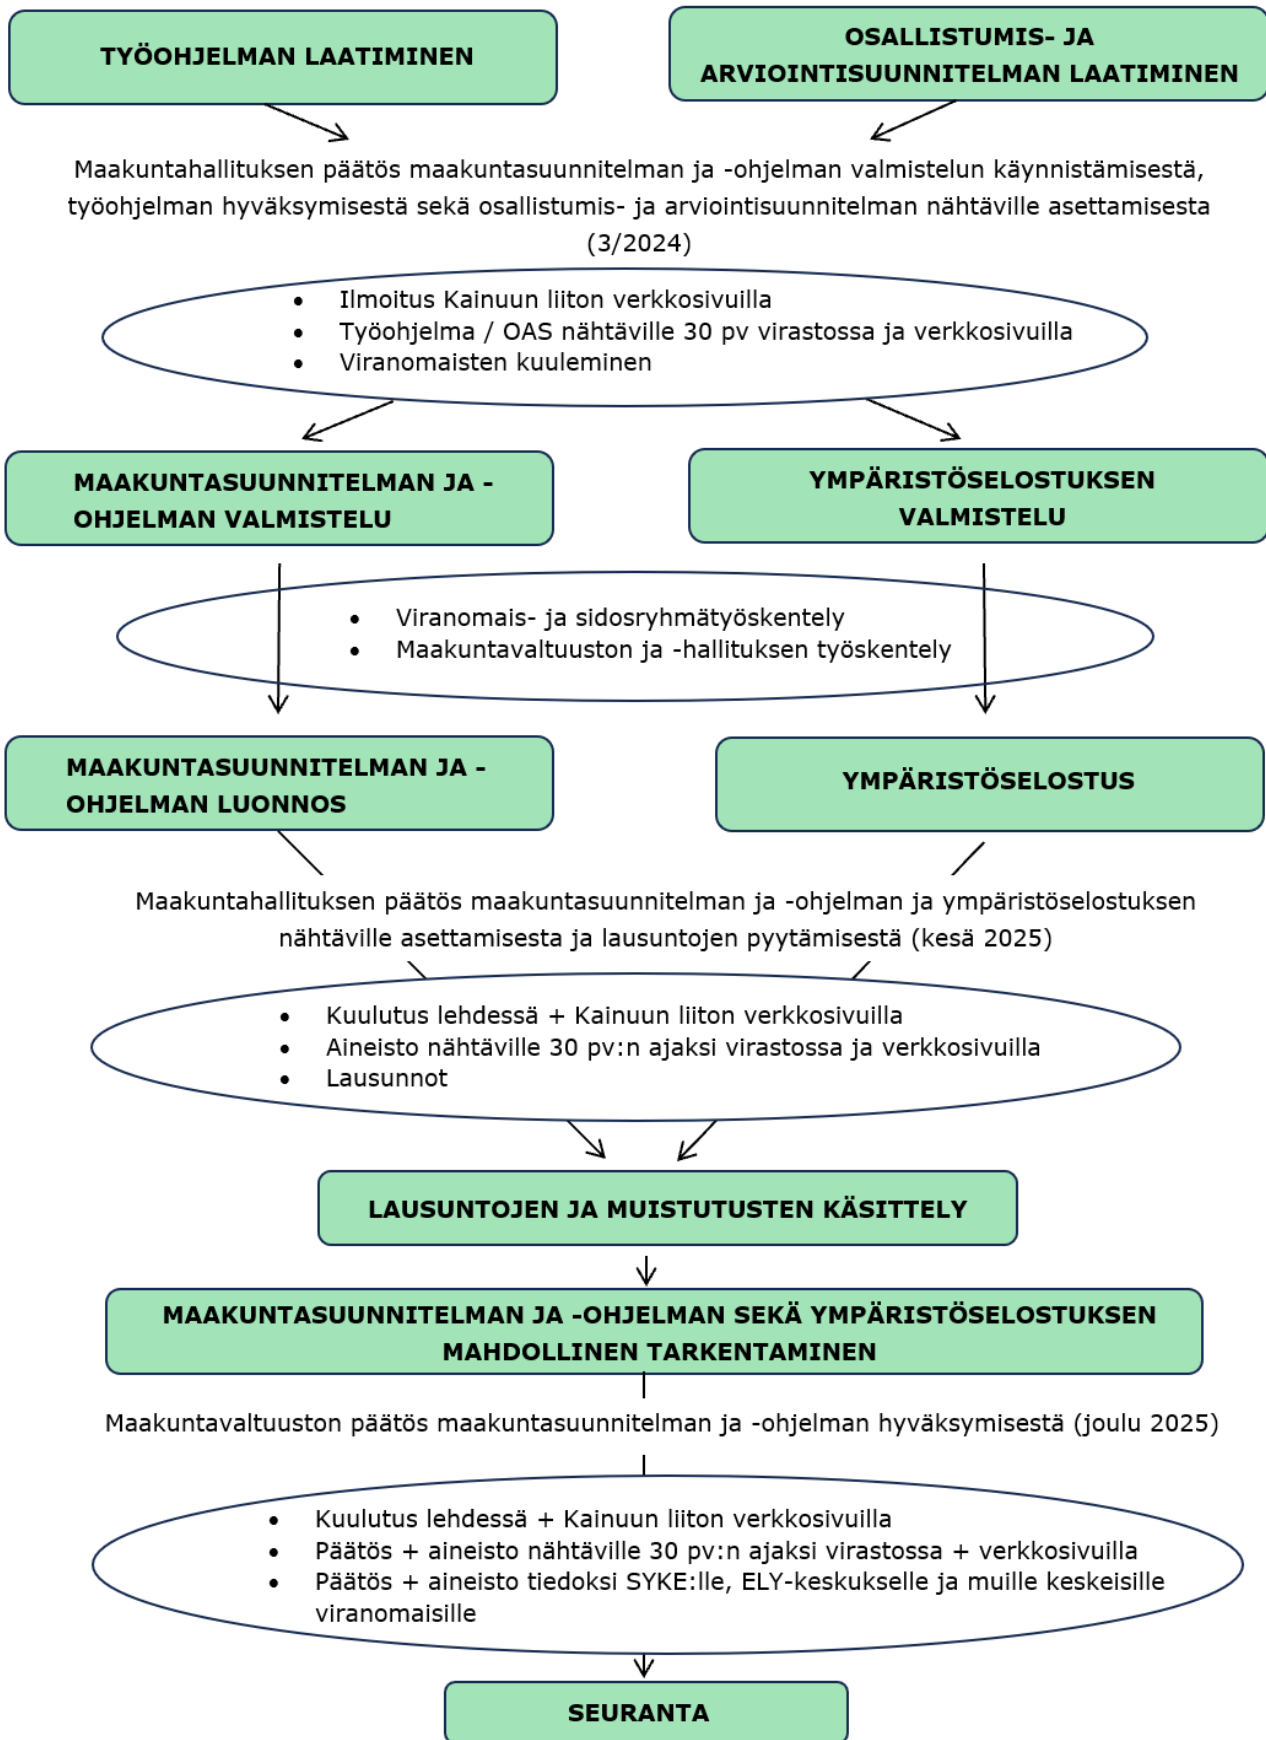 TYÖOHJELMAN LAATIMINEN
OSALLISTUMIS- JA
ARVIOINTISUUNNITELMAN LAATIMINEN
Maakuntahallituksen päätös maakuntasuunnitelman ja -ohjelman valmistelun käynnistämisestä,
työohjelman hyväksymisestä sekä osallistumis- ja arviointisuunnitelman nähtäville asettamisesta
(3/2024)
• Ilmoitus Kainuun liiton verkkosivuilla
• Työohjelma / OAS nähtäville 30 pv virastossa ja verkkosivuilla
• Viranomaisten kuuleminen
MAAKUNTASUUNNITELMAN JA -
OHJELMAN VALMISTELU
YMPÄRISTÖSELOSTUKSEN
VALMISTELU
• Viranomais- ja sidosryhmätyöskentely
• Maakuntavaltuuston ja -hallituksen työskentely
MAAKUNTASUUNNITELMAN JA -
OHJELMAN LUONNOS
YMPÄRISTÖSELOSTUS
Maakuntahallituksen päätös maakuntasuunnitelman ja -ohjelman ja ympäristöselostuksen
nähtäville asettamisesta ja lausuntojen pyytämisestä (kesä 2025)
• Kuulutus lehdessä + Kainuun liiton verkkosivuilla
• Aineisto nähtäville 30 pv:n ajaksi virastossa ja verkkosivuilla
• Lausunnot
LAUSUNTOJEN JA MUISTUTUSTEN KÄSITTELY
MAAKUNTASUUNNITELMAN JA -OHJELMAN SEKÄ YMPÄRISTÖSELOSTUKSEN
MAHDOLLINEN TARKENTAMINEN
Maakuntavaltuuston päätös maakuntasuunnitelman ja -ohjelman hyväksymisestä (joulu 2025)
• Kuulutus lehdessä + Kainuun liiton verkkosivuilla
• Päätös + aineisto nähtäville 30 pv:n ajaksi virastossa + verkkosivuilla
• Päätös + aineisto tiedoksi SYKE:lle, ELY-keskukselle ja muille keskeisille
viranomaisille
SEURANTA